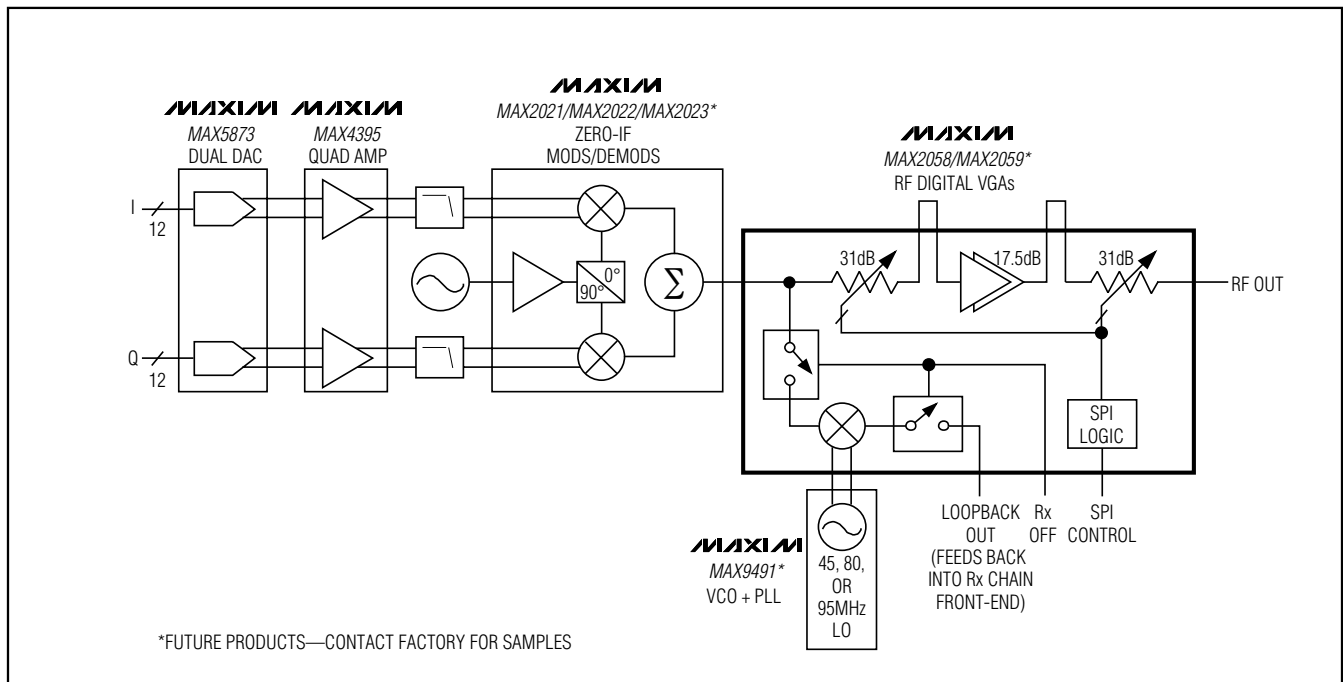 MAXIM
MAX5873
DUAL DAC
MAXIM
MAX4395
QUAD AMP
MAXIM
MAX2021/MAX2022/MAX2023*
ZERO-IF
MODS/DEMODS
MAXIM
MAX2058/MAX2059*
RF DIGITAL VGAs
I
12
Q
12
0°
90°
Σ
31dB
17.5dB
31dB
RF OUT
SPI
LOGIC
LOOPBACK
OUT
(FEEDS BACK
INTO Rx CHAIN
FRONT-END)
Rx
OFF
SPI
CONTROL
MAXIM
MAX9491*
VCO + PLL
45, 80,
OR
95MHz
LO
*FUTURE PRODUCTS—CONTACT FACTORY FOR SAMPLES